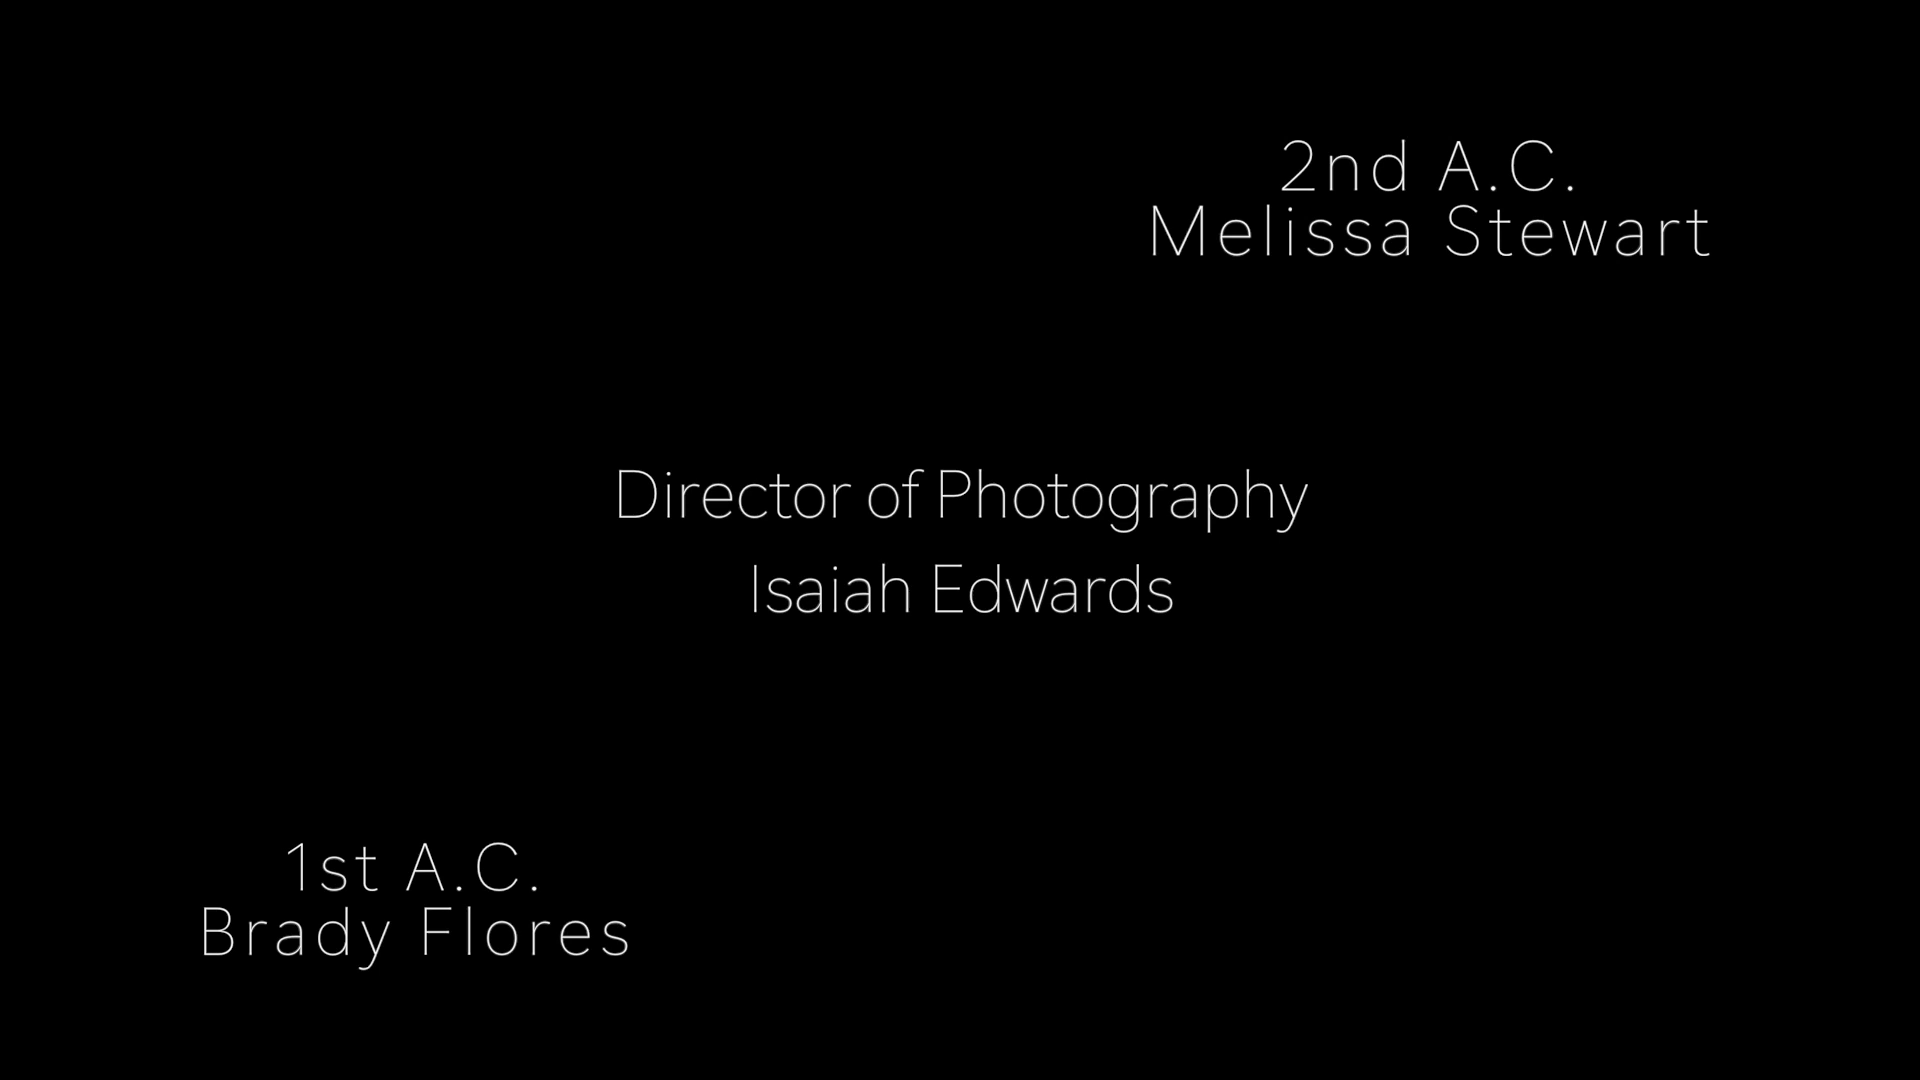 2nd A.C.
Melissa Stewart
Director of Photography
Isaiah Edwards
1st A.C.
Brady Flores